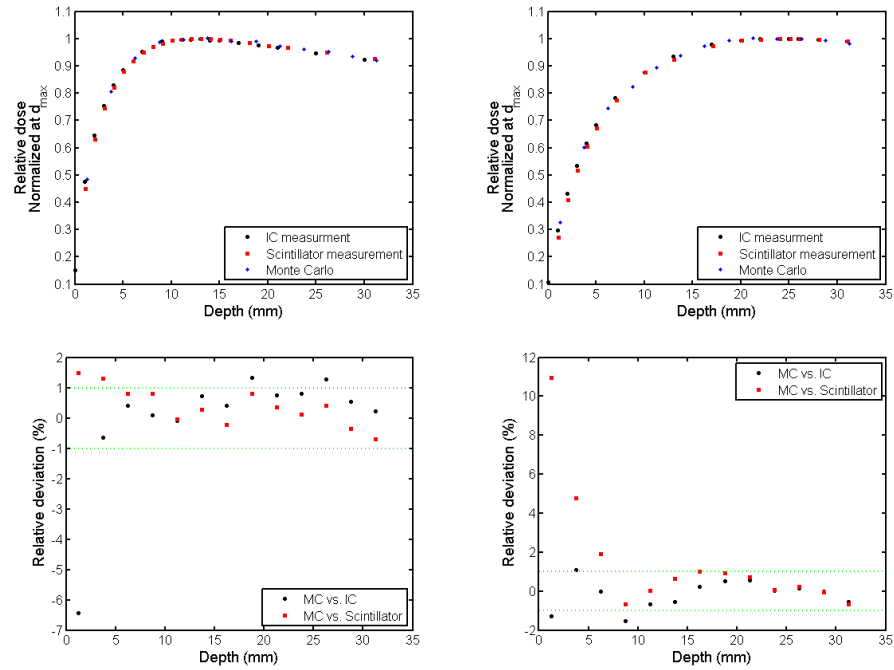 Relative dose
Normalized at d_max
1.1
1
0.9
0.8
0.7
0.6
0.5
0.4
0.3
0.2
0.1
IC measurment
Scintillator measurement
Monte Carlo
0 5 10 15 20 25 30 35
Depth (mm)
Relative dose
Normalized at d_max
1.1
1
0.9
0.8
0.7
0.6
0.5
0.4
0.3
0.2
0.1
IC measurment
Scintillator measurement
Monte Carlo
0 5 10 15 20 25 30 35
Depth (mm)
Relative deviation (%)
2
1
0
-1
-2
-3
-4
-5
-6
-7
MC vs. IC
MC vs. Scintillator
0 5 10 15 20 25 30 35
Depth (mm)
Relative deviation (%)
12
10
8
6
4
2
0
-2
MC vs. IC
MC vs. Scintillator
0 5 10 15 20 25 30 35
Depth (mm)